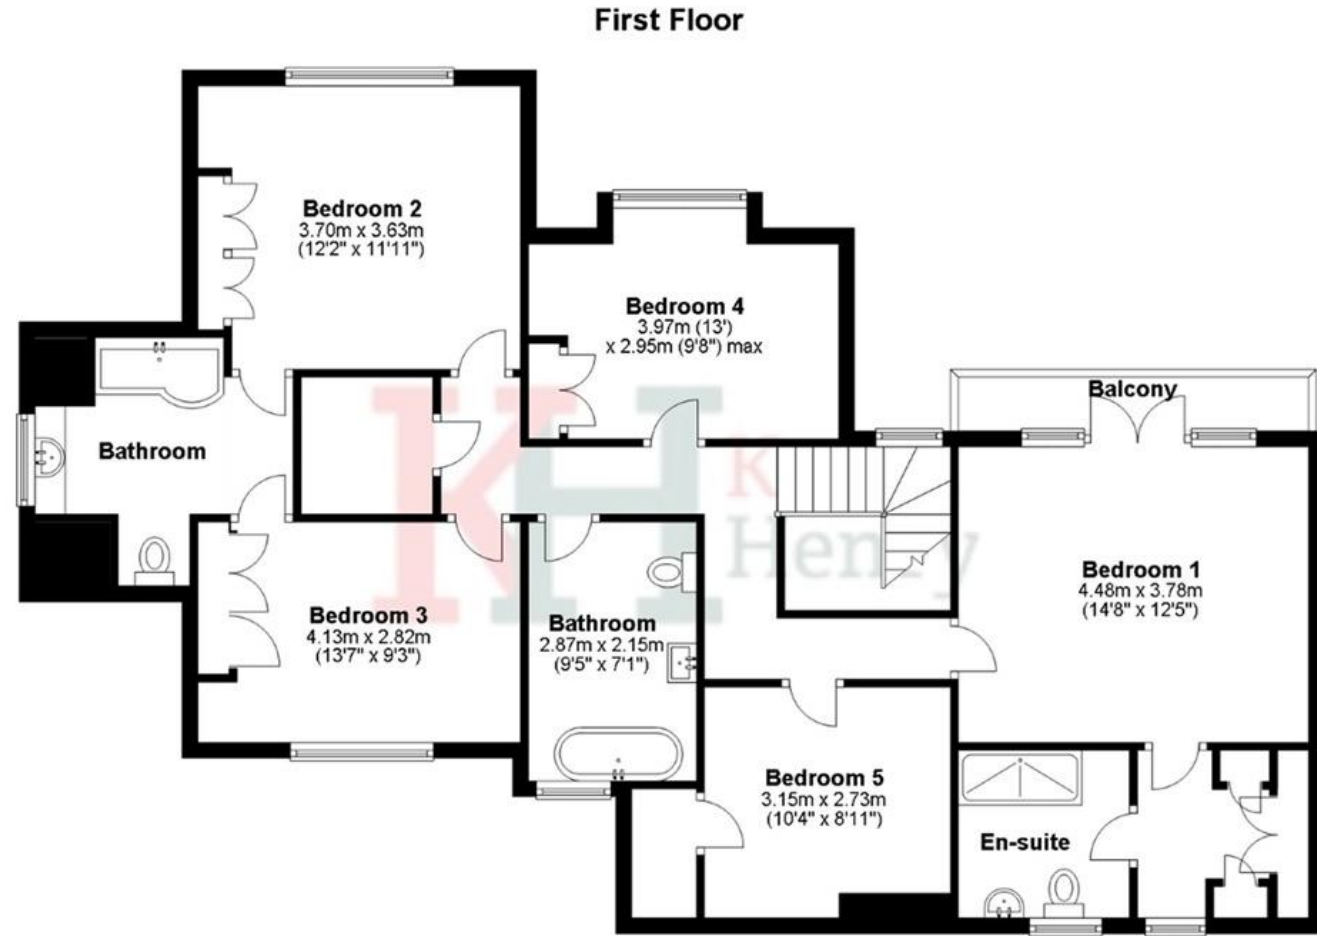 First Floor
Bedroom 2
3.70m x 3.63m
(12'2" x 11'11")
Bedroom 4
3.97m (13')
x 2.95m (9'8") max
Balcony
Bathroom
Bedroom 1
4.48m x 3.78m
(14'8" x 12'5")
Bedroom 3
4.13m x 2.82m
(13'7" x 9'3")
Bathroom
2.87m x 2.15m
(9'5" x 7'1")
Bedroom 5
3.15m x 2.73m
(10'4" x 8'11")
En-suite
KH
Henry